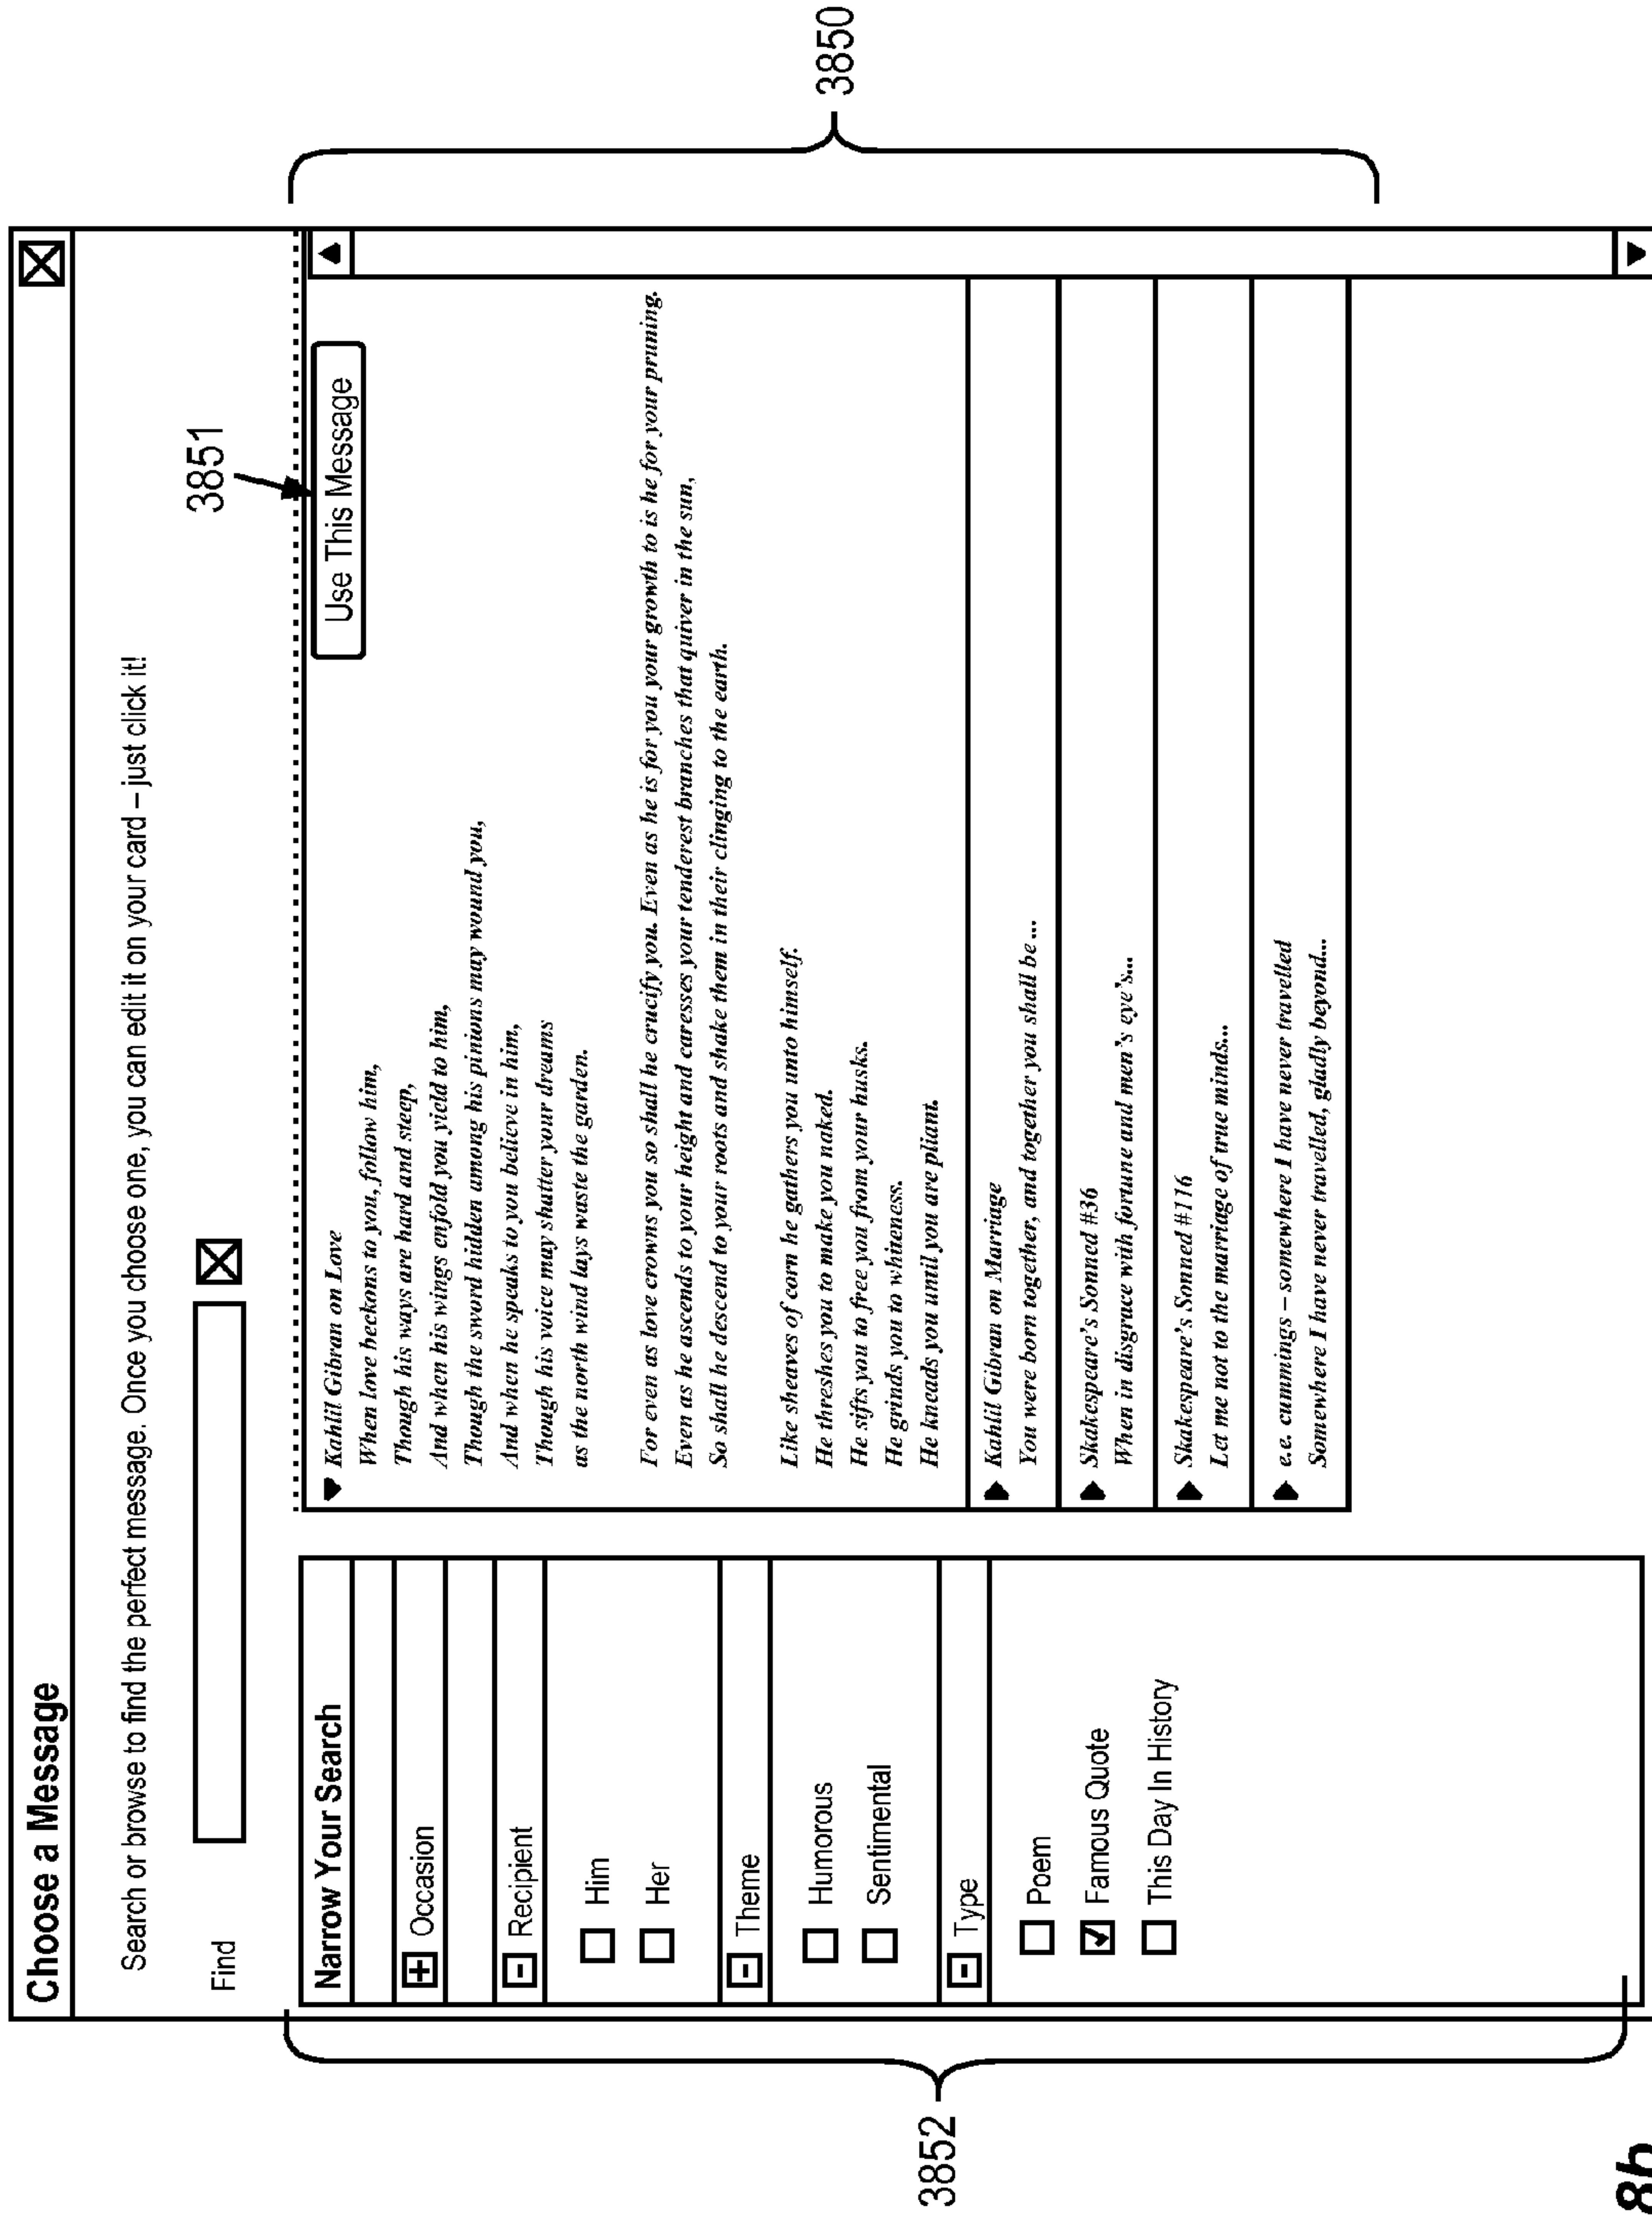 Choose a Message
Search or browse to find the perfect message. Once you choose one, you can edit it on your card – just click it!
Find
3851
Narrow Your Search
Occasion
Recipient
Him
Her
Theme
Humorous
Sentimental
Type
Poem
Famous Quote
This Day In History
3852
Use This Message
Kahlil Gibran on Love
When love beckons to you, follow him,
Though his ways are hard and steep,
And when his wings enfold you yield to him,
Though the sword hidden among his pinions may wound you,
And when he speaks to you believe in him,
Though his voice may shatter your dreams
as the north wind lays waste the garden.
For even as love crowns you so shall he crucify you. Even as he is for you your growth to is he for your pruning.
Even as he ascends to your height and caresses your tenderest branches that quiver in the sun,
So shall he descend to your roots and shake them in their clinging to the earth.
Like sheaves of corn he gathers you unto himself.
He threshes you to make you naked.
He sifts you to free you from your husks.
He grinds you to whiteness.
He kneads you until you are pliant.
Kahlil Gibran on Marriage
You were born together, and together you shall be ...
Skakespeare's Sonned #36
When in disgrace with fortune and men's eye's...
Skakespeare's Sonned #116
Let me not to the marriage of true minds...
e.e. cummings – somewhere I have never travelled
Somewhere I have never travelled, gladly beyond...
3850
8b